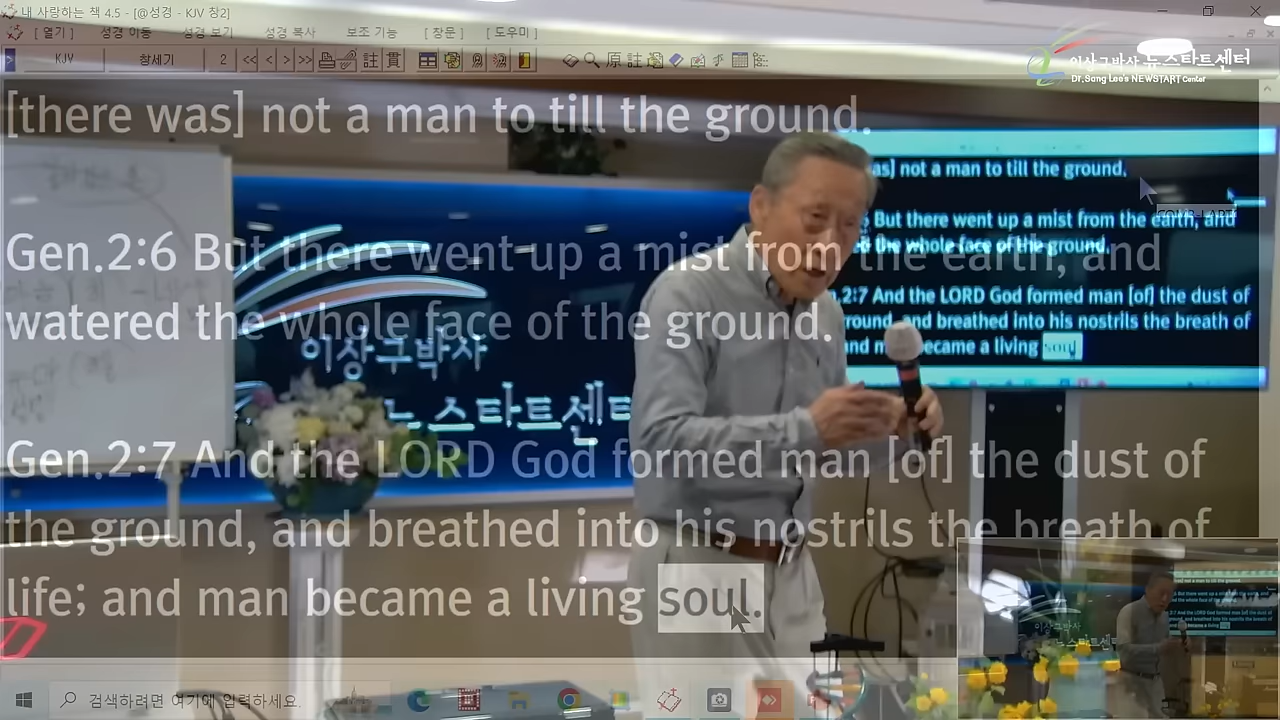 내 사랑하는 책 4.5 - [@성경 - KJV 창2]
[ 열기 ] 성경 이동 성경 보기 성경 복사 보조 기능 [ 창문 ] [ 도우미 ]
KJV 창세기 2 << < > >> 註 貫 原 註
이상구박사 뉴스타트센터
Dr.Sang Lee's NEWSTART Center
[there was] not a man to till the ground.
Gen.2:6 But there went up a mist from the earth, and
watered the whole face of the ground.
Gen.2:7 And the LORD God formed man [of] the dust of
the ground, and breathed into his nostrils the breath of
life; and man became a living soul.
as] not a man to till the ground.
But there went up a mist from the earth, and
the whole face of the ground.
.2:7 And the LORD God formed man [of] the dust of
round, and breathed into his nostrils the breath of
and became a living soul.
이상구박사
뉴스타트센터
검색하려면 여기에 입력하세요.